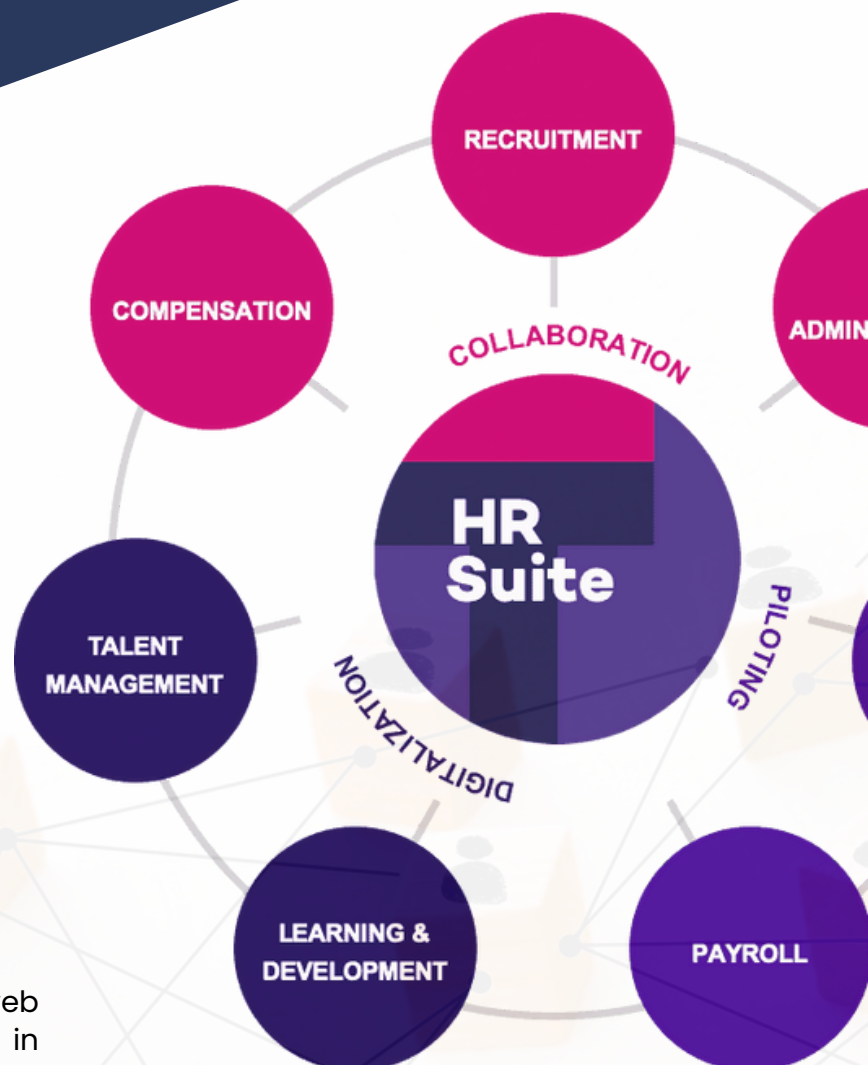 RECRUITMENT
COMPENSATION
ADMIN
COLLABORATION
HR
Suite
PILOTING
TALENT
MANAGEMENT
DIGITALIZATION
LEARNING &
DEVELOPMENT
PAYROLL
eb
in